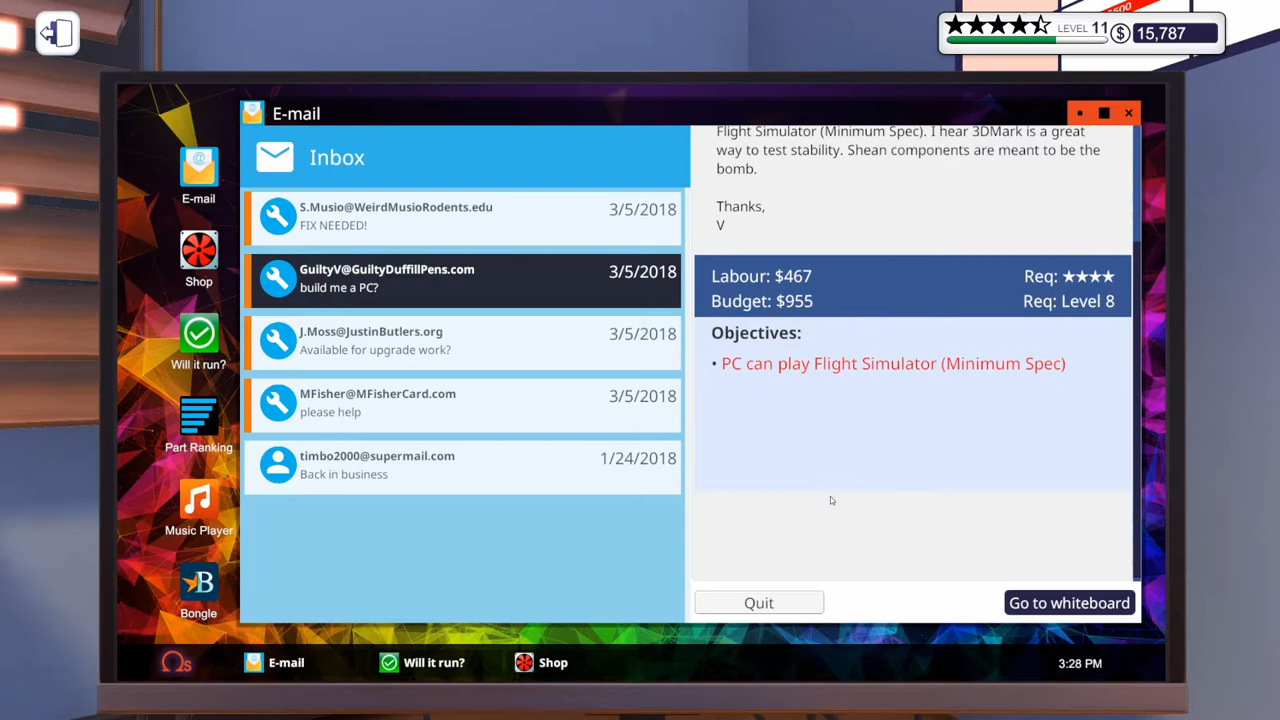 LEVEL 11
$ 15,787
E-mail
Inbox
S.Musio@WeirdMusioRodents.edu
FIX NEEDED!
3/5/2018
GuiltyV@GuiltyDuffillPens.com
build me a PC?
3/5/2018
J.Moss@JustinButlers.org
Available for upgrade work?
3/5/2018
MFisher@MFisherCard.com
please help
3/5/2018
timbo2000@supermail.com
Back in business
1/24/2018
Flight Simulator (Minimum Spec). I hear 3DMark is a great
way to test stability. Shean components are meant to be the
bomb.
Thanks,
V
Labour: $467
Req: ★★★★
Budget: $955
Req: Level 8
Objectives:
• PC can play Flight Simulator (Minimum Spec)
Quit
Go to whiteboard
E-mail
Shop
Will it run?
Part Ranking
Music Player
B
Bongle
Ωs
E-mail
Will it run?
Shop
3:28 PM